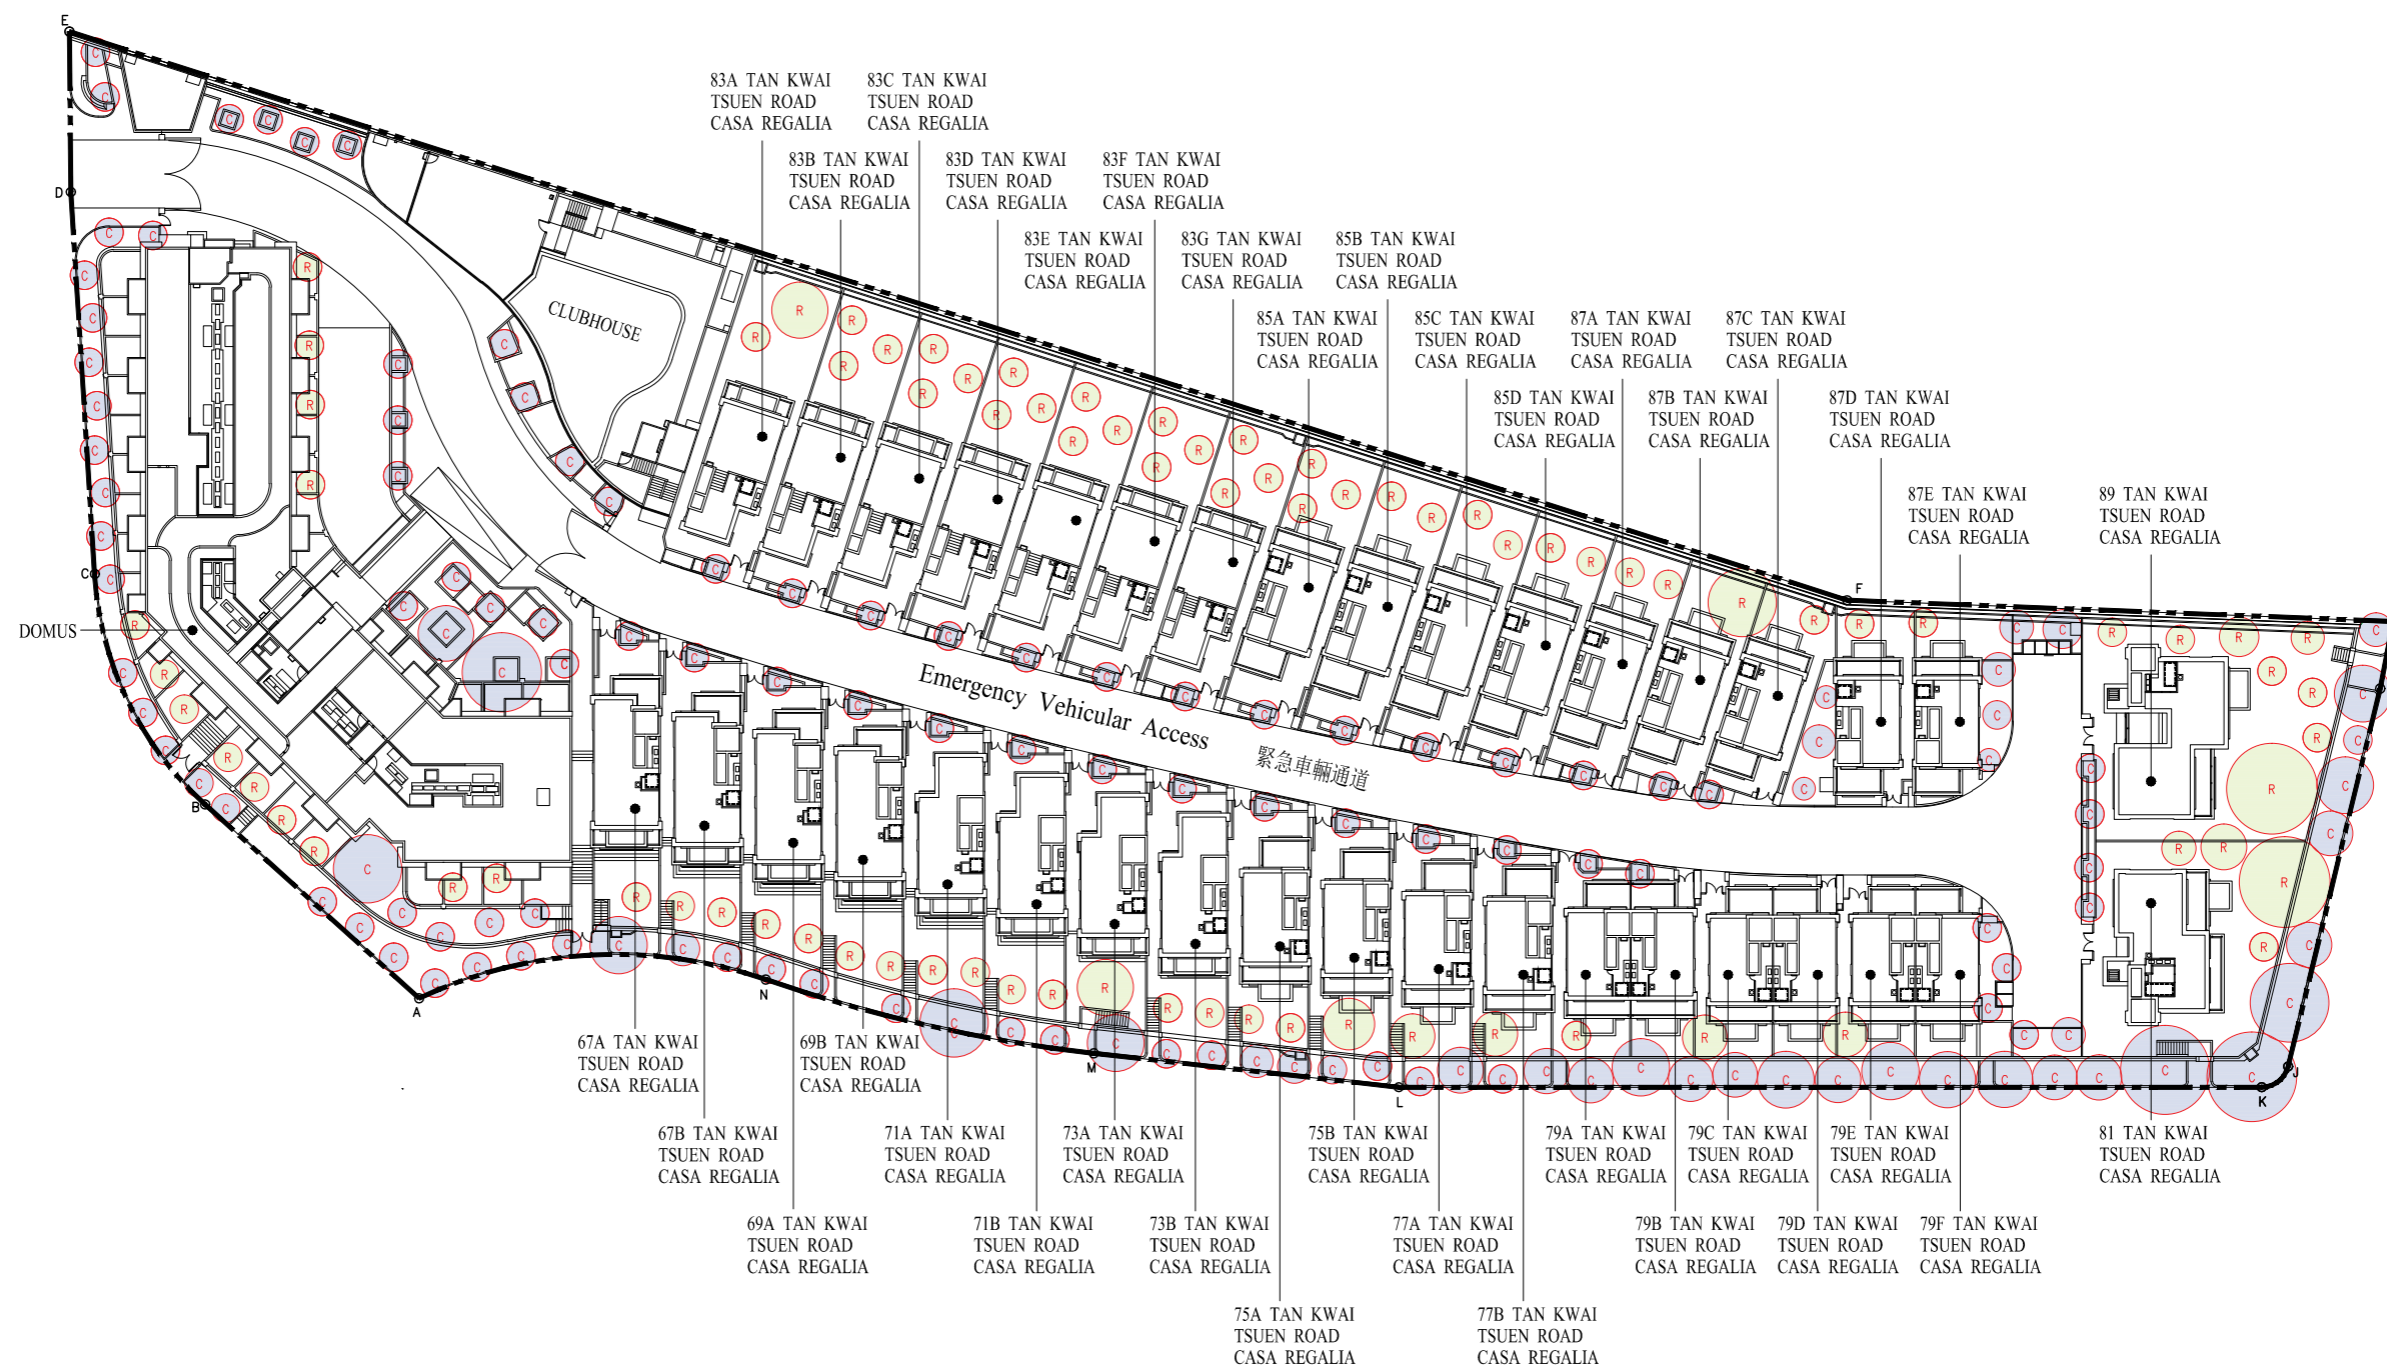 E
83A TAN KWAI
TSUEN ROAD
CASA REGALIA
83C TAN KWAI
TSUEN ROAD
CASA REGALIA
83B TAN KWAI
TSUEN ROAD
CASA REGALIA
83D TAN KWAI
TSUEN ROAD
CASA REGALIA
83F TAN KWAI
TSUEN ROAD
CASA REGALIA
D
83E TAN KWAI
TSUEN ROAD
CASA REGALIA
83G TAN KWAI
TSUEN ROAD
CASA REGALIA
85B TAN KWAI
TSUEN ROAD
CASA REGALIA
CLUBHOUSE
85A TAN KWAI
TSUEN ROAD
CASA REGALIA
85C TAN KWAI
TSUEN ROAD
CASA REGALIA
87A TAN KWAI
TSUEN ROAD
CASA REGALIA
87C TAN KWAI
TSUEN ROAD
CASA REGALIA
85D TAN KWAI
TSUEN ROAD
CASA REGALIA
87B TAN KWAI
TSUEN ROAD
CASA REGALIA
87D TAN KWAI
TSUEN ROAD
CASA REGALIA
87E TAN KWAI
TSUEN ROAD
CASA REGALIA
89 TAN KWAI
TSUEN ROAD
CASA REGALIA
C
F
DOMUS
Emergency Vehicular Access
緊急車輛通道
B
A
N
M
L
K
J
67A TAN KWAI
TSUEN ROAD
CASA REGALIA
69B TAN KWAI
TSUEN ROAD
CASA REGALIA
67B TAN KWAI
TSUEN ROAD
CASA REGALIA
71A TAN KWAI
TSUEN ROAD
CASA REGALIA
73A TAN KWAI
TSUEN ROAD
CASA REGALIA
75B TAN KWAI
TSUEN ROAD
CASA REGALIA
79A TAN KWAI
TSUEN ROAD
CASA REGALIA
79C TAN KWAI
TSUEN ROAD
CASA REGALIA
79E TAN KWAI
TSUEN ROAD
CASA REGALIA
81 TAN KWAI
TSUEN ROAD
CASA REGALIA
69A TAN KWAI
TSUEN ROAD
CASA REGALIA
71B TAN KWAI
TSUEN ROAD
CASA REGALIA
73B TAN KWAI
TSUEN ROAD
CASA REGALIA
77A TAN KWAI
TSUEN ROAD
CASA REGALIA
79B TAN KWAI
TSUEN ROAD
CASA REGALIA
79D TAN KWAI
TSUEN ROAD
CASA REGALIA
79F TAN KWAI
TSUEN ROAD
CASA REGALIA
75A TAN KWAI
TSUEN ROAD
CASA REGALIA
77B TAN KWAI
TSUEN ROAD
CASA REGALIA